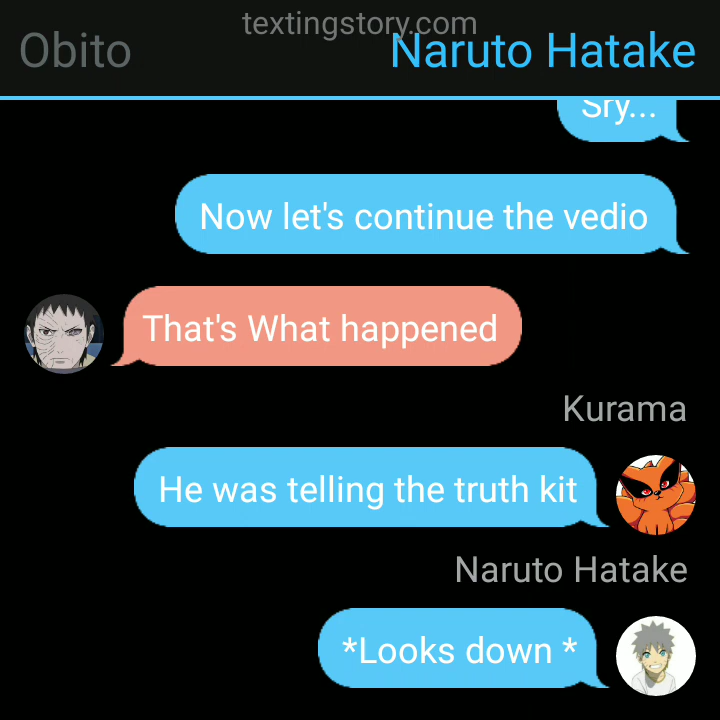 textingstory.com
Obito
Naruto Hatake
Sry...
Now let's continue the vedio
That's What happened
Kurama
He was telling the truth kit
Naruto Hatake
*Looks down *